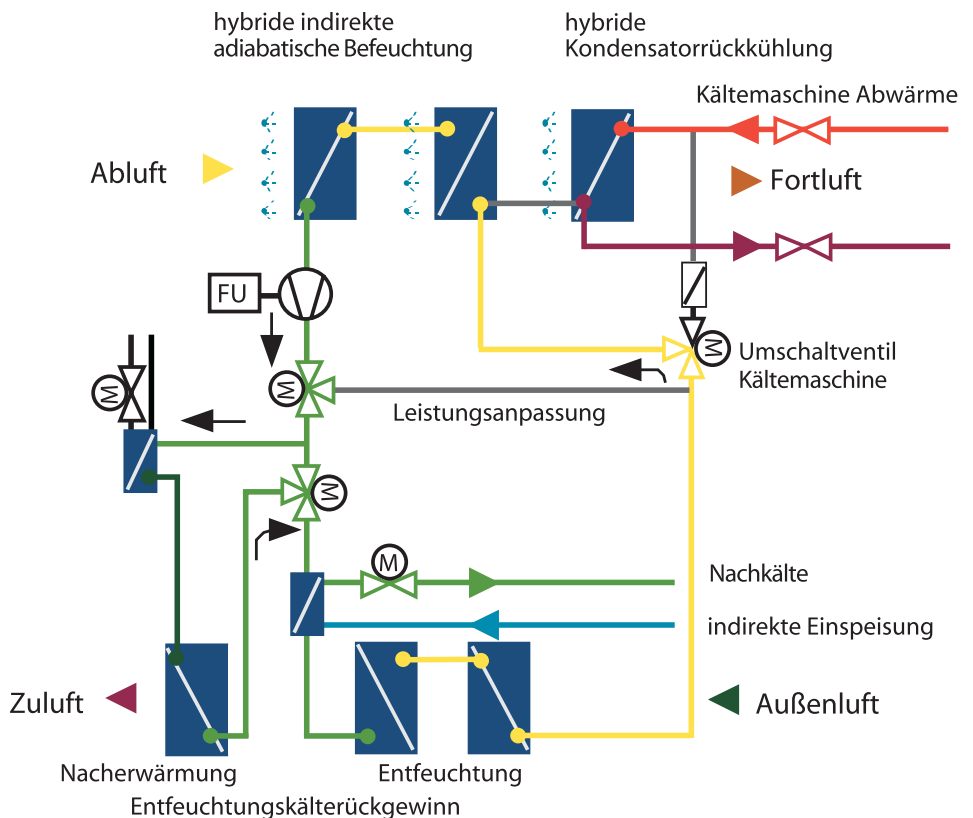 hybride indirekte
adiabatische Befeuchtung
hybride
Kondensatorrückkühlung
Kältemaschine Abwärme
Abluft
Fortluft
FU
M
Umschaltventil
Kältemaschine
M
M
Leistungsanpassung
M
M
Nachkälte
indirekte Einspeisung
Zuluft
Außenluft
Nacherwärmung
Entfeuchtung
Entfeuchtungskälterückgewinn